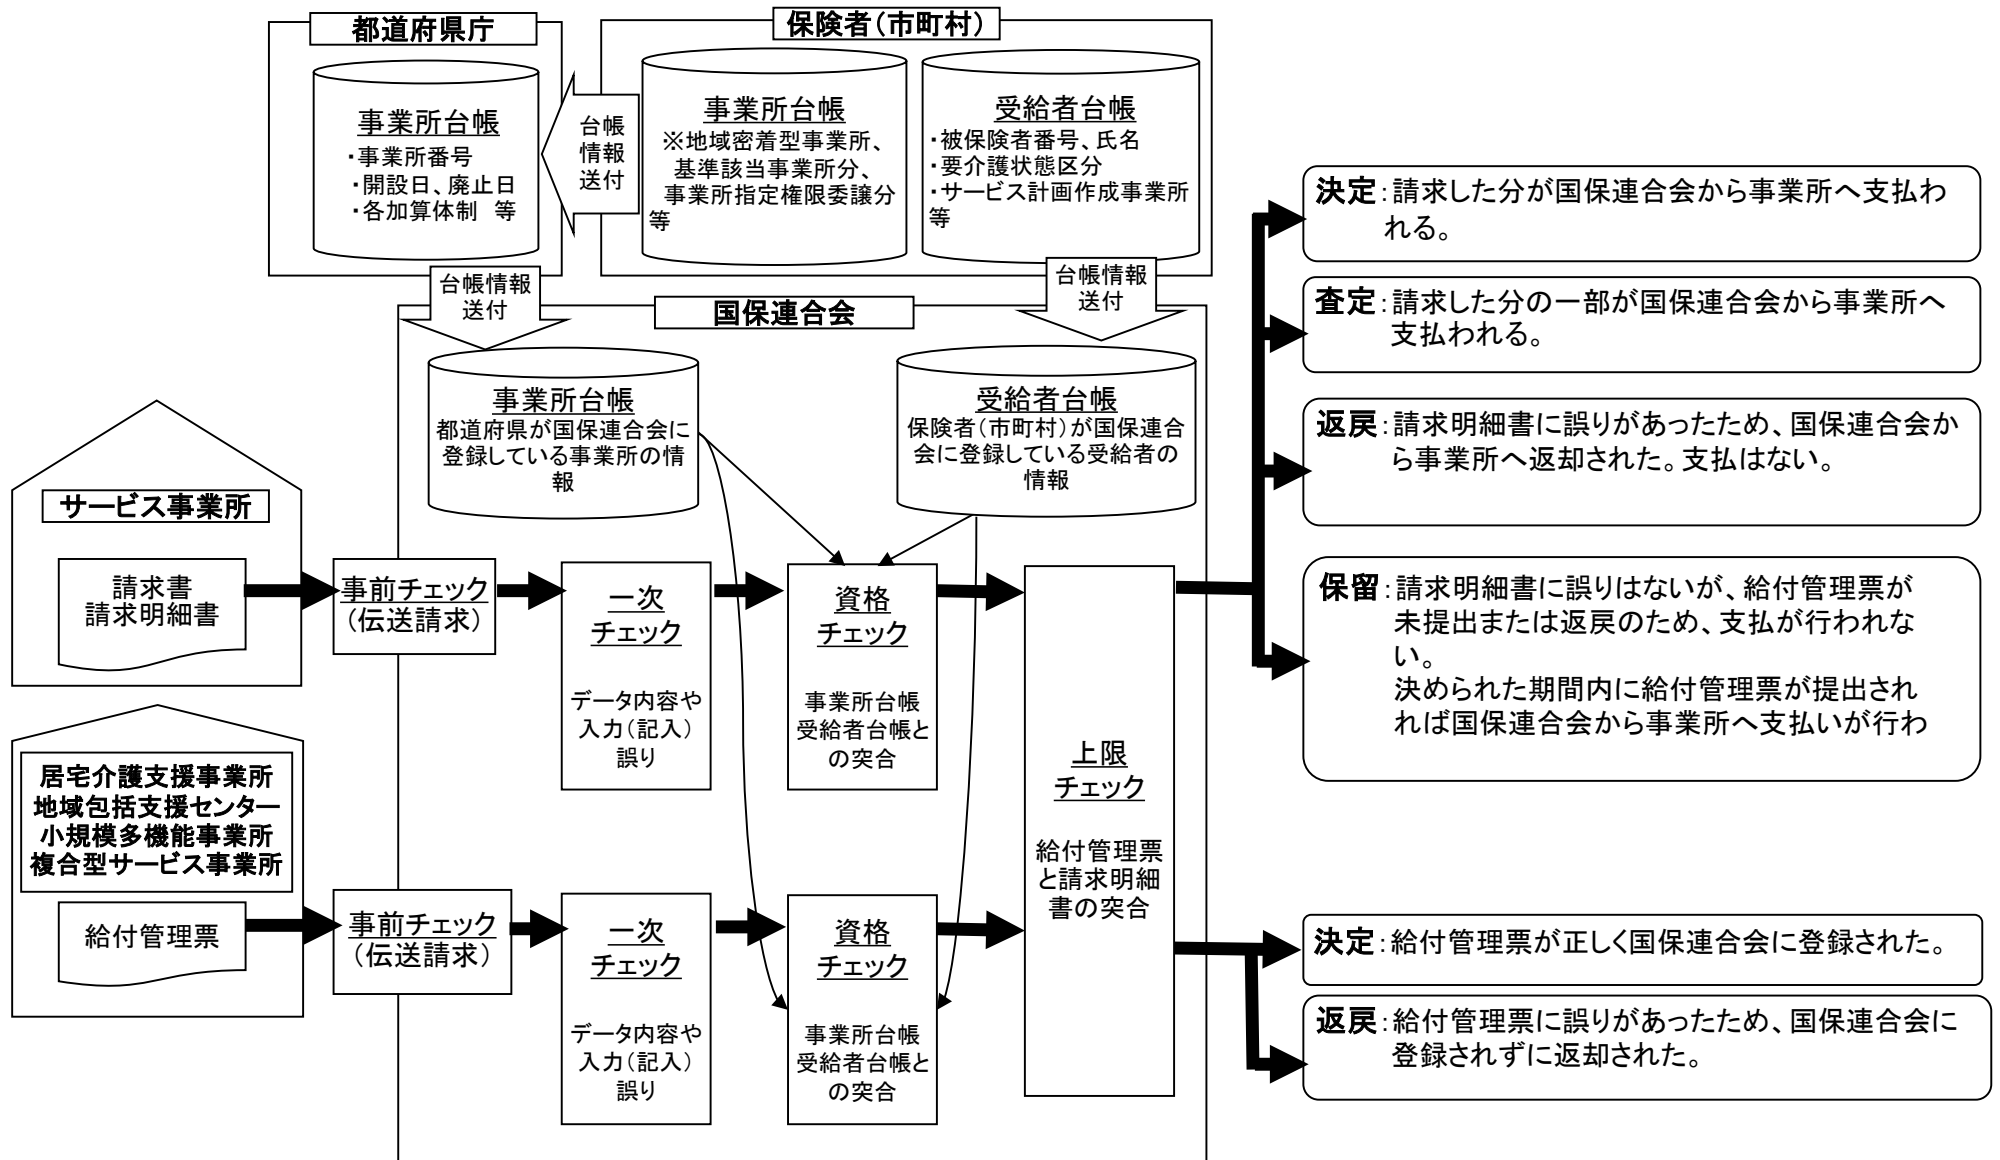 都道府県庁
事業所台帳
・事業所番号
・開設日、廃止日
・各加算体制　等
台帳
情報
送付
保険者（市町村）
事業所台帳
※地域密着型事業所、
基準該当事業所分、
事業所指定権限委譲分
等
受給者台帳
・被保険者番号、氏名
・要介護状態区分
・サービス計画作成事業所
等
台帳情報
送付
台帳情報
送付
国保連合会
事業所台帳
都道府県が国保連合会に
登録している事業所の情
報
受給者台帳
保険者（市町村）が国保連合
会に登録している受給者の
情報
サービス事業所
請求書
請求明細書
事前チェック
（伝送請求）
一次
チェック
データ内容や
入力（記入）
誤り
資格
チェック
事業所台帳
受給者台帳と
の突合
居宅介護支援事業所
地域包括支援センター
小規模多機能事業所
複合型サービス事業所
給付管理票
事前チェック
（伝送請求）
一次
チェック
データ内容や
入力（記入）
誤り
資格
チェック
事業所台帳
受給者台帳と
の突合
上限
チェック
給付管理票
と請求明細
書の突合
決定：請求した分が国保連合会から事業所へ支払わ
れる。
査定：請求した分の一部が国保連合会から事業所へ
支払われる。
返戻：請求明細書に誤りがあったため、国保連合会か
ら事業所へ返却された。支払はない。
保留：請求明細書に誤りはないが、給付管理票が
未提出または返戻のため、支払が行われな
い。
決められた期間内に給付管理票が提出され
れば国保連合会から事業所へ支払いが行わ
決定：給付管理票が正しく国保連合会に登録された。
返戻：給付管理票に誤りがあったため、国保連合会に
登録されずに返却された。